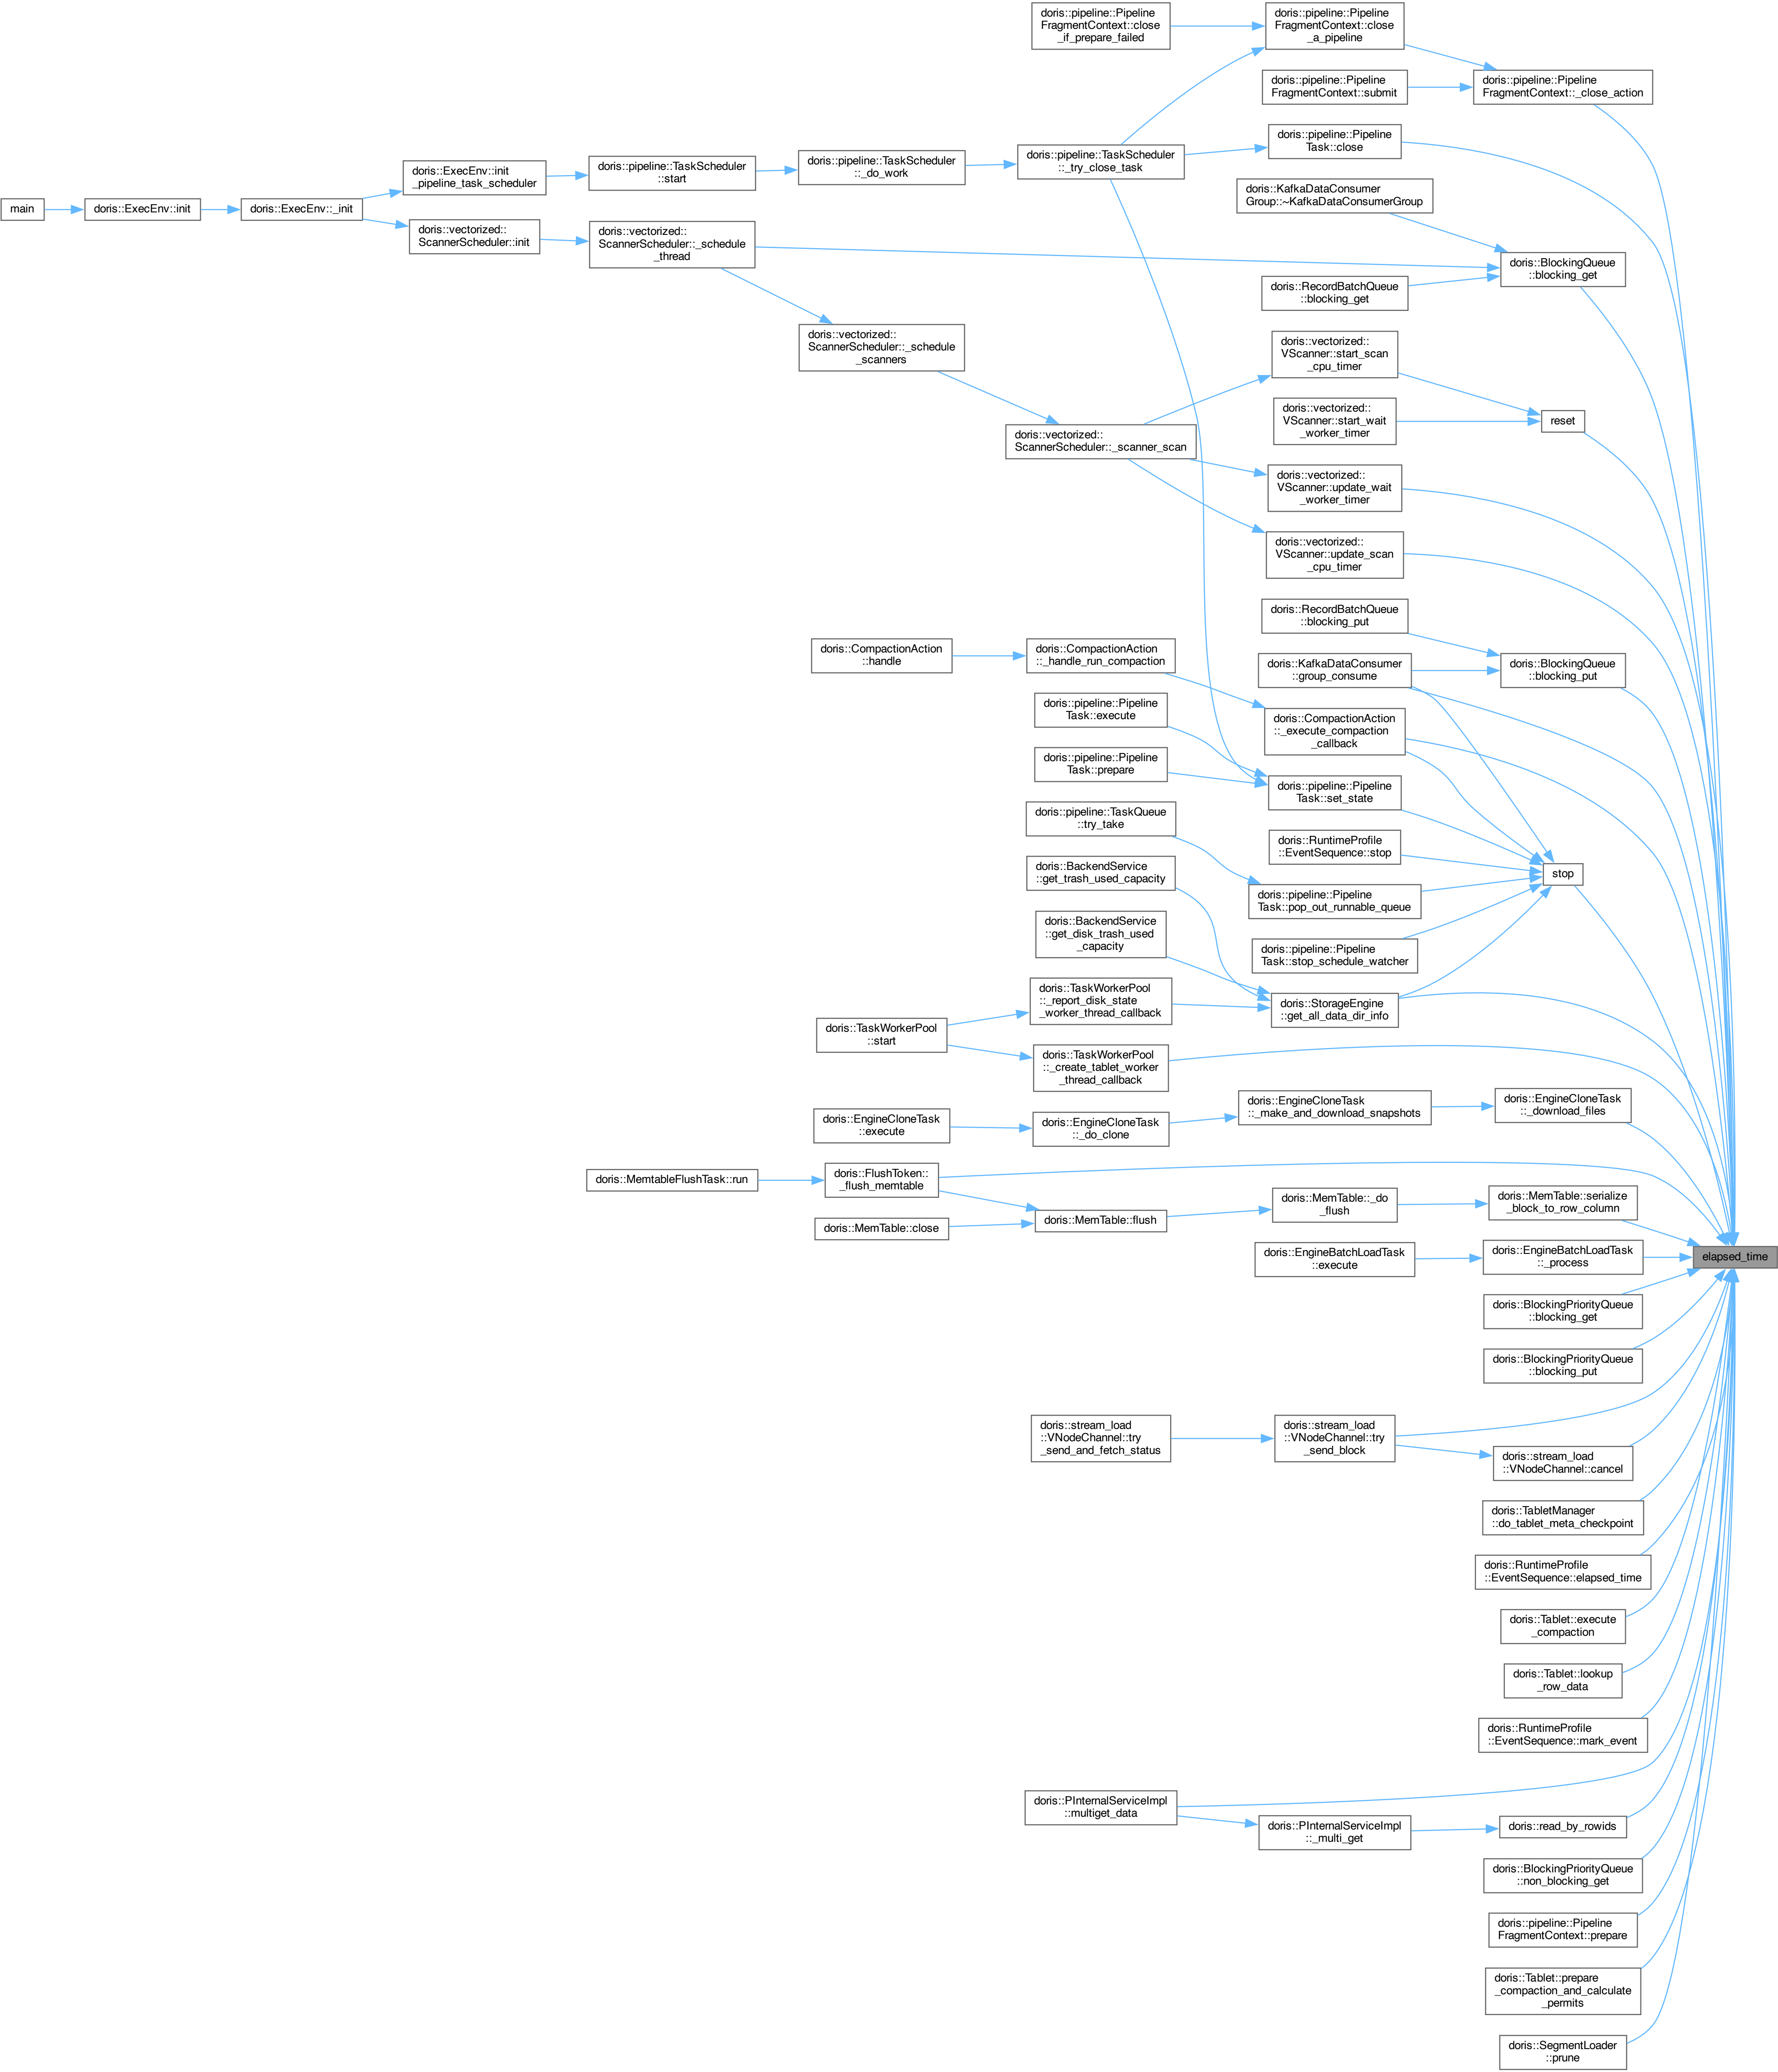 doris::pipeline::Pipeline
FragmentContext::close
_if_prepare_failed
doris::pipeline::Pipeline
FragmentContext::close
_a_pipeline
doris::pipeline::Pipeline
FragmentContext::submit
doris::pipeline::Pipeline
FragmentContext::_close_action
doris::pipeline::Pipeline
Task::close
doris::pipeline::TaskScheduler
::_try_close_task
doris::pipeline::TaskScheduler
::_do_work
doris::pipeline::TaskScheduler
::start
doris::ExecEnv::init
_pipeline_task_scheduler
main
doris::ExecEnv::init
doris::ExecEnv::_init
doris::vectorized::
ScannerScheduler::init
doris::vectorized::
ScannerScheduler::_schedule
_thread
doris::KafkaDataConsumer
Group::~KafkaDataConsumerGroup
doris::BlockingQueue
::blocking_get
doris::RecordBatchQueue
::blocking_get
doris::vectorized::
ScannerScheduler::_schedule
_scanners
doris::vectorized::
VScanner::start_scan
_cpu_timer
doris::vectorized::
VScanner::start_wait
_worker_timer
reset
doris::vectorized::
ScannerScheduler::_scanner_scan
doris::vectorized::
VScanner::update_wait
_worker_timer
doris::vectorized::
VScanner::update_scan
_cpu_timer
doris::RecordBatchQueue
::blocking_put
doris::CompactionAction
::handle
doris::CompactionAction
::_handle_run_compaction
doris::KafkaDataConsumer
::group_consume
doris::BlockingQueue
::blocking_put
doris::pipeline::Pipeline
Task::execute
doris::CompactionAction
::_execute_compaction
_callback
doris::pipeline::Pipeline
Task::prepare
doris::pipeline::Pipeline
Task::set_state
doris::pipeline::TaskQueue
::try_take
doris::RuntimeProfile
::EventSequence::stop
doris::BackendService
::get_trash_used_capacity
stop
doris::pipeline::Pipeline
Task::pop_out_runnable_queue
doris::BackendService
::get_disk_trash_used
_capacity
doris::pipeline::Pipeline
Task::stop_schedule_watcher
doris::TaskWorkerPool
::_report_disk_state
_worker_thread_callback
doris::StorageEngine
::get_all_data_dir_info
doris::TaskWorkerPool
::start
doris::TaskWorkerPool
::_create_tablet_worker
_thread_callback
doris::EngineCloneTask
::execute
doris::EngineCloneTask
::_do_clone
doris::EngineCloneTask
::_make_and_download_snapshots
doris::EngineCloneTask
::_download_files
doris::MemtableFlushTask::run
doris::FlushToken::
_flush_memtable
doris::MemTable::close
doris::MemTable::flush
doris::MemTable::_do
_flush
doris::MemTable::serialize
_block_to_row_column
elapsed_time
doris::EngineBatchLoadTask
::execute
doris::EngineBatchLoadTask
::_process
doris::BlockingPriorityQueue
::blocking_get
doris::BlockingPriorityQueue
::blocking_put
doris::stream_load
::VNodeChannel::try
_send_and_fetch_status
doris::stream_load
::VNodeChannel::try
_send_block
doris::stream_load
::VNodeChannel::cancel
doris::TabletManager
::do_tablet_meta_checkpoint
doris::RuntimeProfile
::EventSequence::elapsed_time
doris::Tablet::execute
_compaction
doris::Tablet::lookup
_row_data
doris::RuntimeProfile
::EventSequence::mark_event
doris::PInternalServiceImpl
::multiget_data
doris::PInternalServiceImpl
::_multi_get
doris::read_by_rowids
doris::BlockingPriorityQueue
::non_blocking_get
doris::pipeline::Pipeline
FragmentContext::prepare
doris::Tablet::prepare
_compaction_and_calculate
_permits
doris::SegmentLoader
::prune